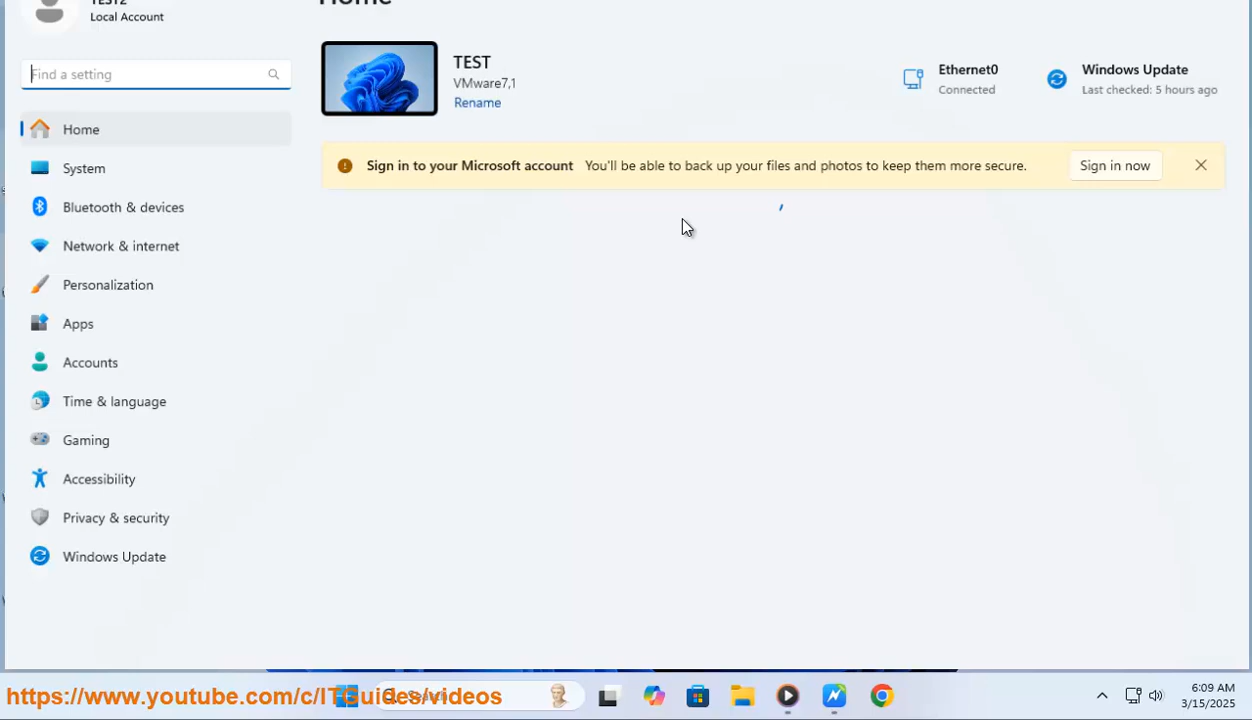 TEST2
Local Account
Home
Find a setting
TEST
VMware7,1
Rename
Ethernet0
Connected
Windows Update
Last checked: 5 hours ago
Sign in to your Microsoft account You'll be able to back up your files and photos to keep them more secure. Sign in now
Home
System
Bluetooth & devices
Network & internet
Personalization
Apps
Accounts
Time & language
Gaming
Accessibility
Privacy & security
Windows Update
https://www.youtube.com/c/ITGuides/videos
6:09 AM
3/15/2025